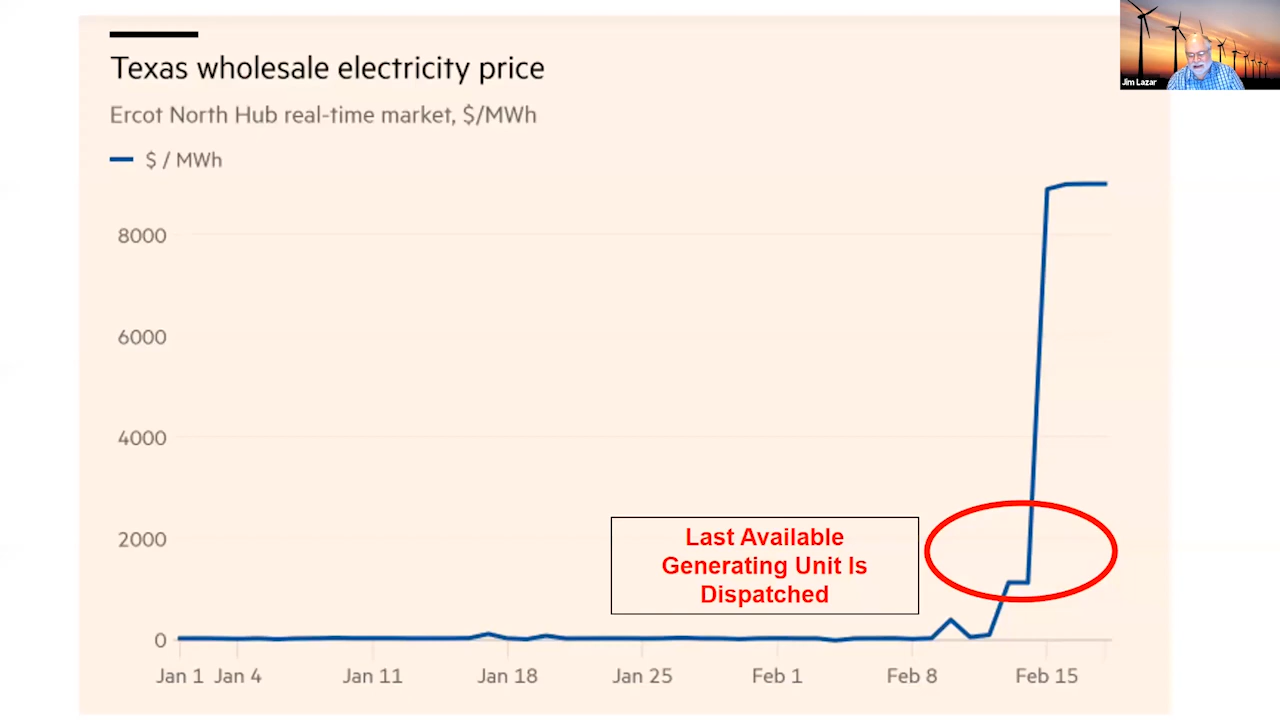 Texas wholesale electricity price
Ercot North Hub real-time market, $/MWh
$ / MWh
Jim Lazar
8000
6000
4000
2000
0
Last Available
Generating Unit Is
Dispatched
Jan 1 Jan 4 Jan 11 Jan 18 Jan 25 Feb 1 Feb 8 Feb 15